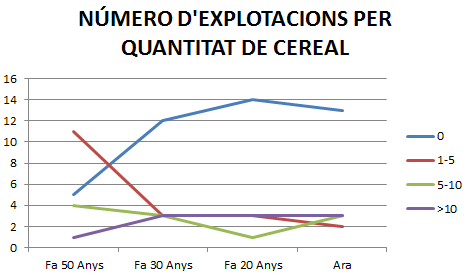 NÚMERO D'EXPLOTACIONS PER
QUANTITAT DE CEREAL
16
14
12
10
8
6
4
2
0
Fa 50 Anys
Fa 30 Anys
Fa 20 Anys
Ara
0
1-5
5-10
>10